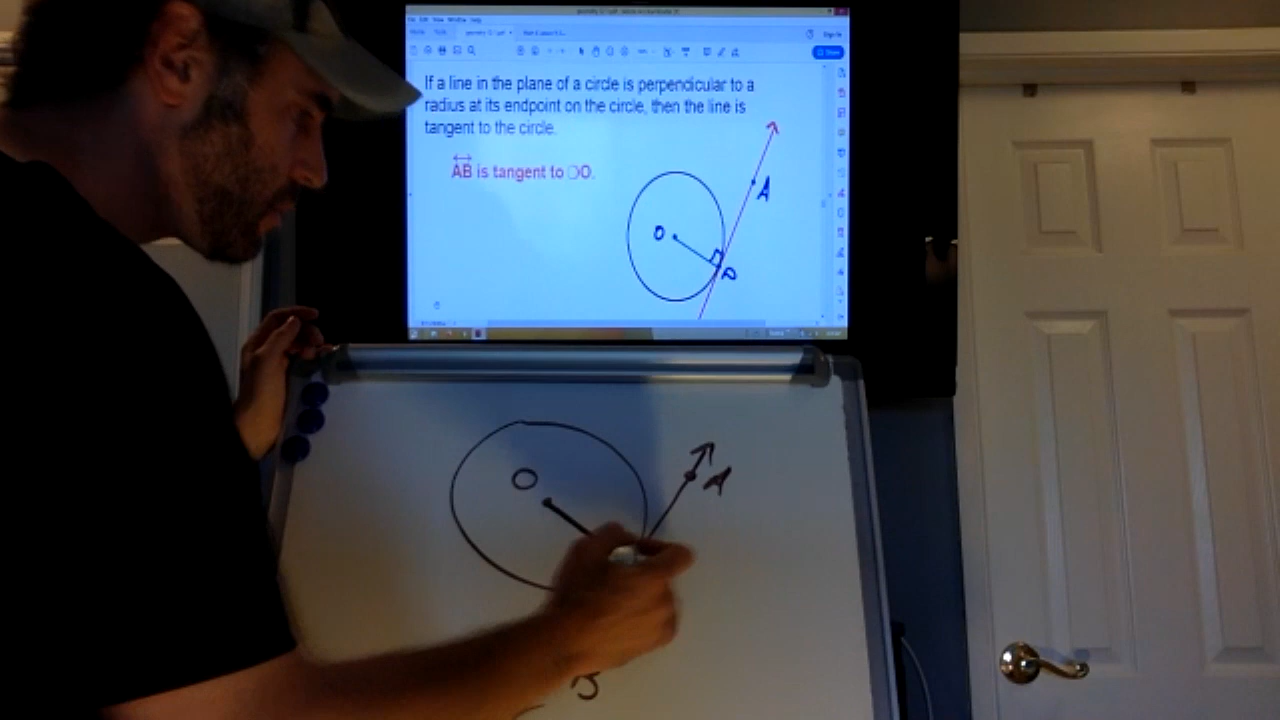 If a line in the plane of a circle is perpendicular to a
radius at its endpoint on the circle, then the line is
tangent to the circle.
AB is tangent to ⊙O.
A
O
P
O
A
B